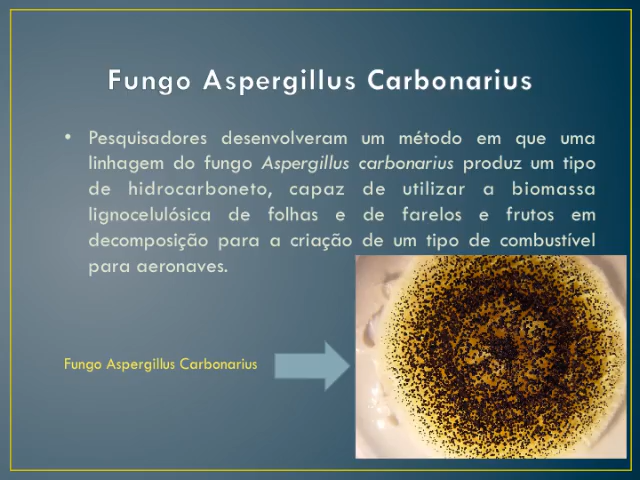 Fungo Aspergillus Carbonarius
• Pesquisadores desenvolveram um método em que uma
linhagem do fungo Aspergillus carbonarius produz um tipo
de hidrocarboneto, capaz de utilizar a biomassa
lignocelulósica de folhas e de farelos e frutos em
decomposição para a criação de um tipo de combustível
para aeronaves.
Fungo Aspergillus Carbonarius